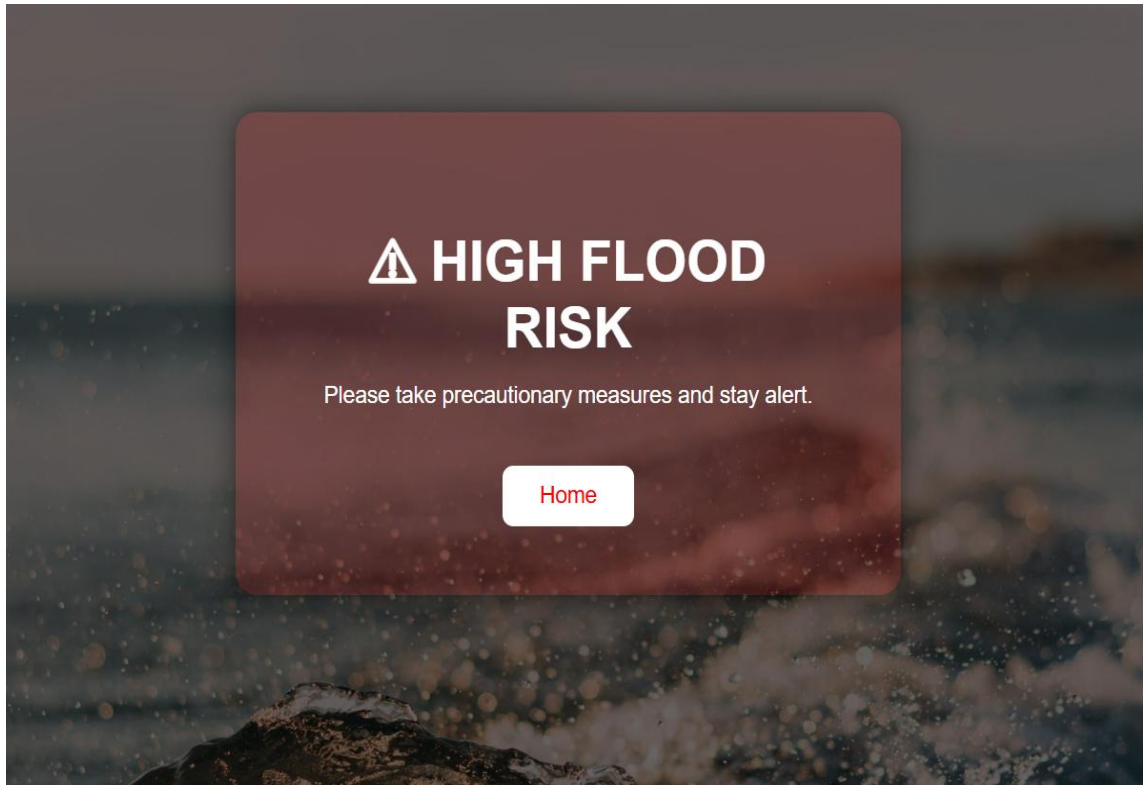 ⚠ HIGH FLOOD
RISK
Please take precautionary measures and stay alert.
Home